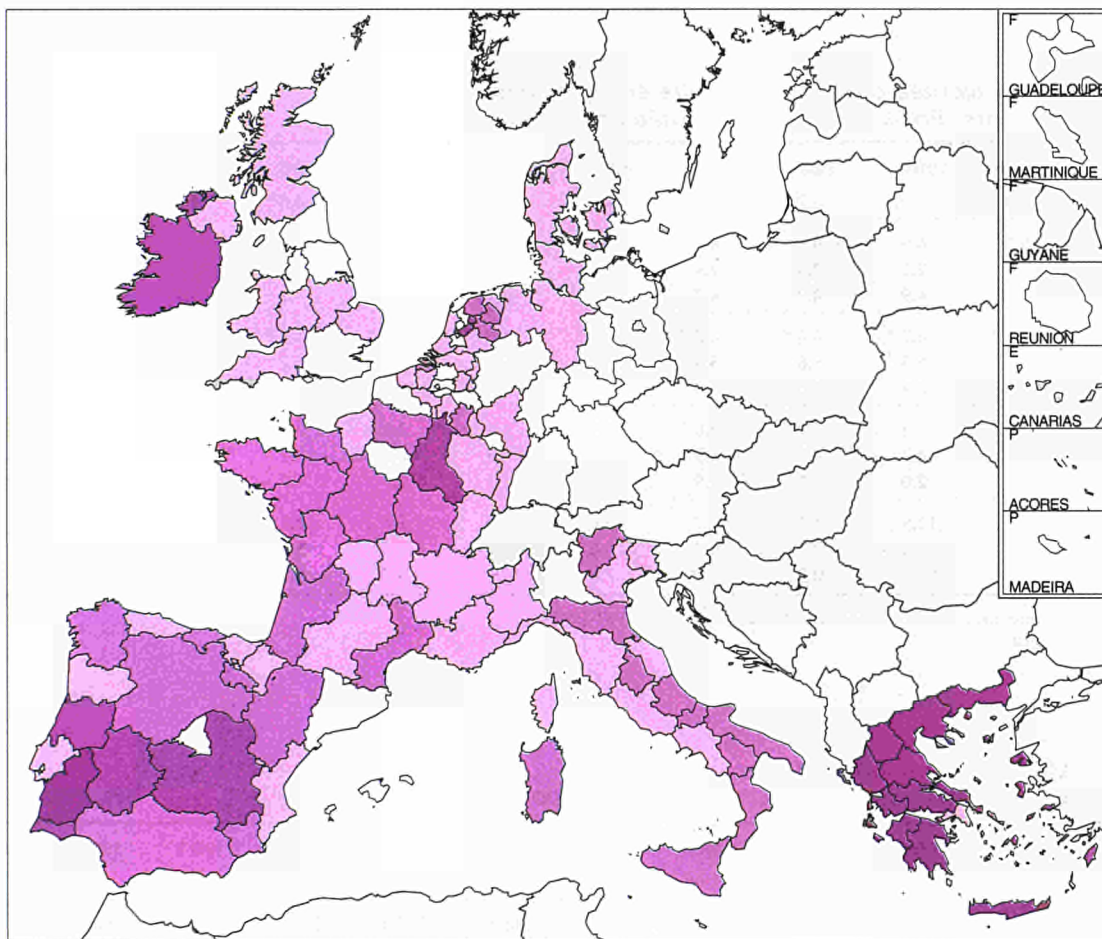 F
GUADELOUPE
F
MARTINIQUE
F
GUYANE
F
REUNION
E
CANARIAS
P
ACORES
P
MADEIRA